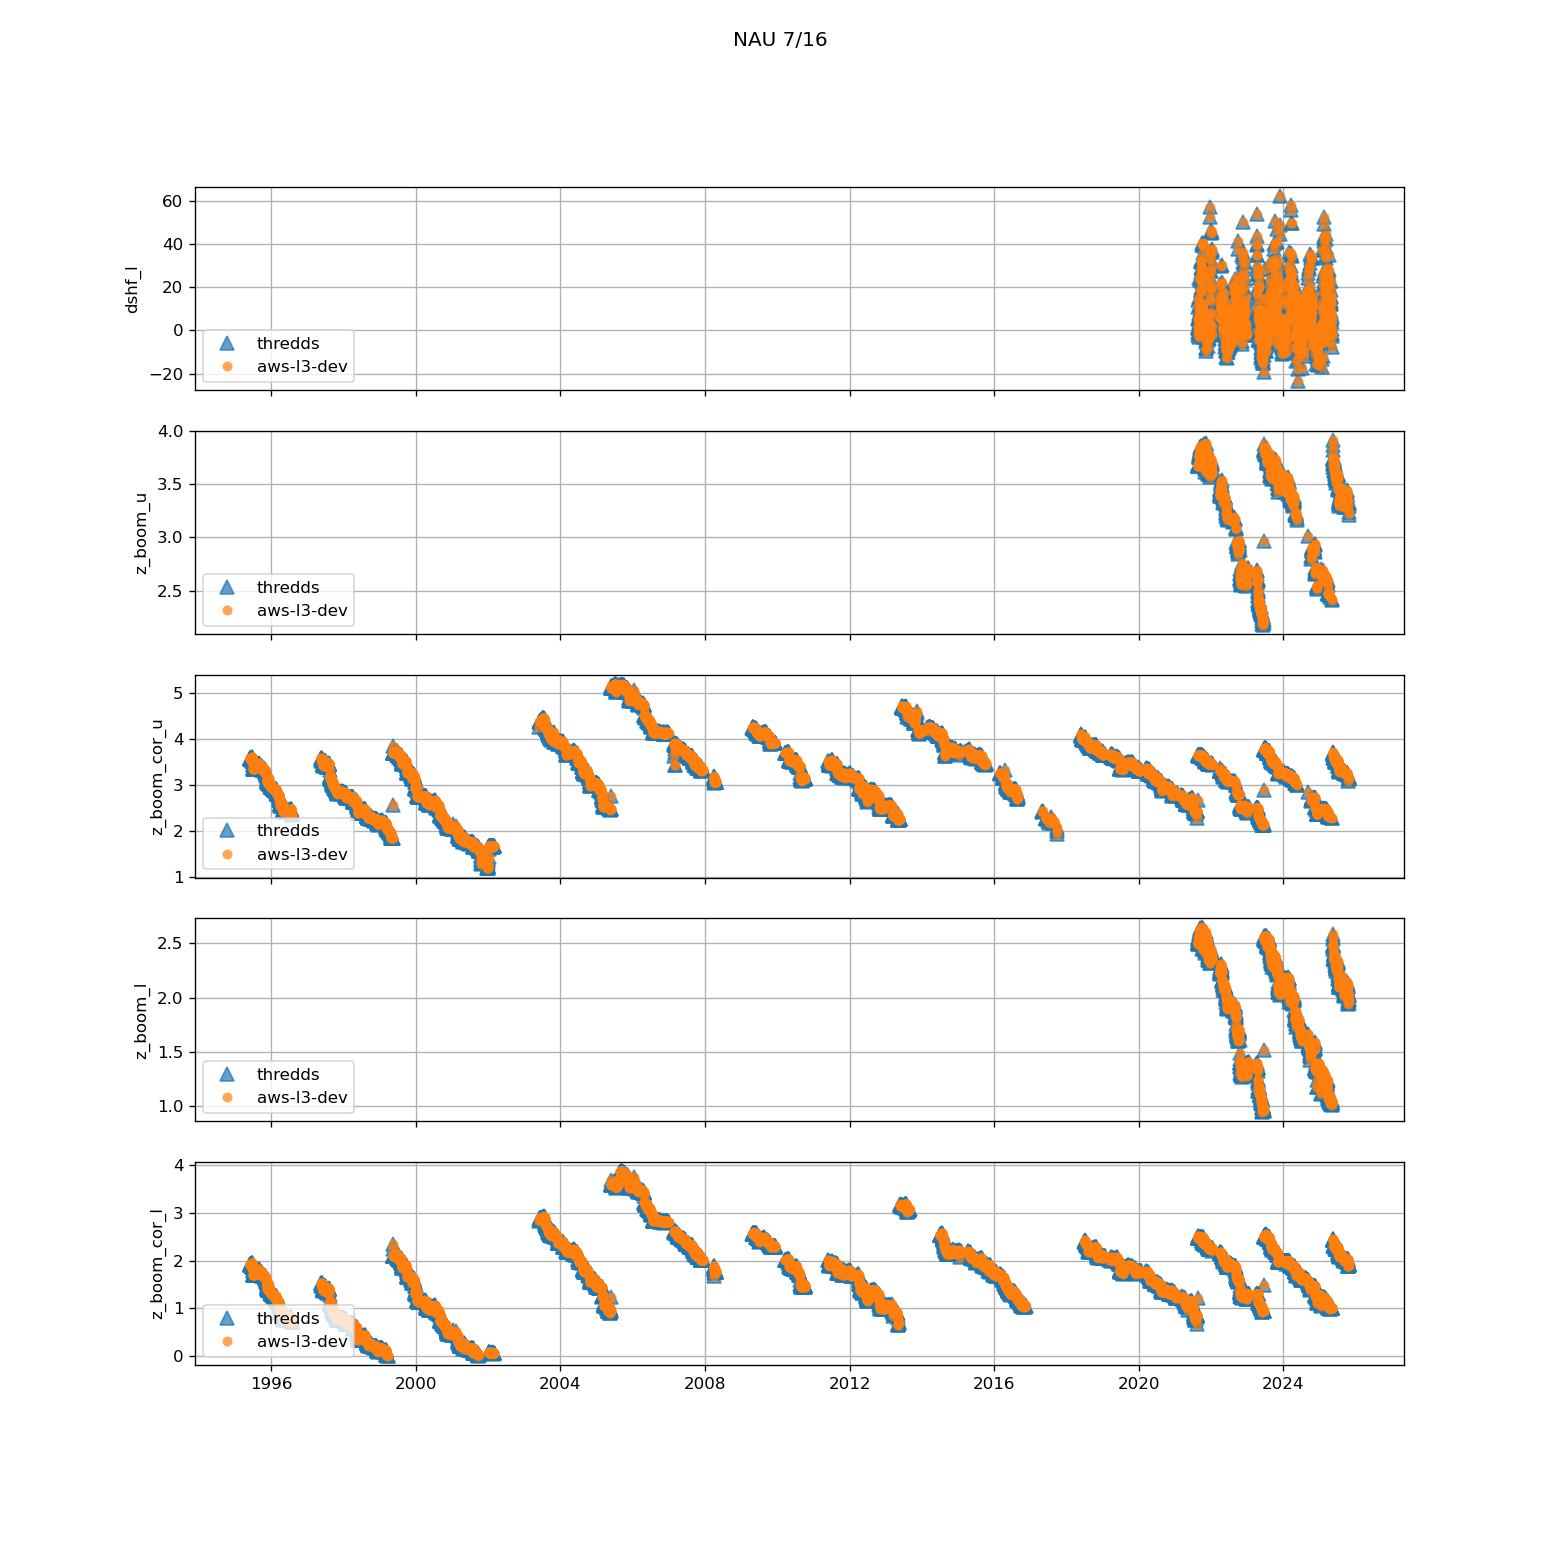 NAU 7/16
60
40
20
0
−20
dshf_l
thredds
aws-l3-dev
4.0
3.5
3.0
2.5
z_boom_u
thredds
aws-l3-dev
5
4
3
2
1
z_boom_cor_u
thredds
aws-l3-dev
2.5
2.0
1.5
1.0
z_boom_l
thredds
aws-l3-dev
4
3
2
1
0
z_boom_cor_l
thredds
aws-l3-dev
1996 2000 2004 2008 2012 2016 2020 2024